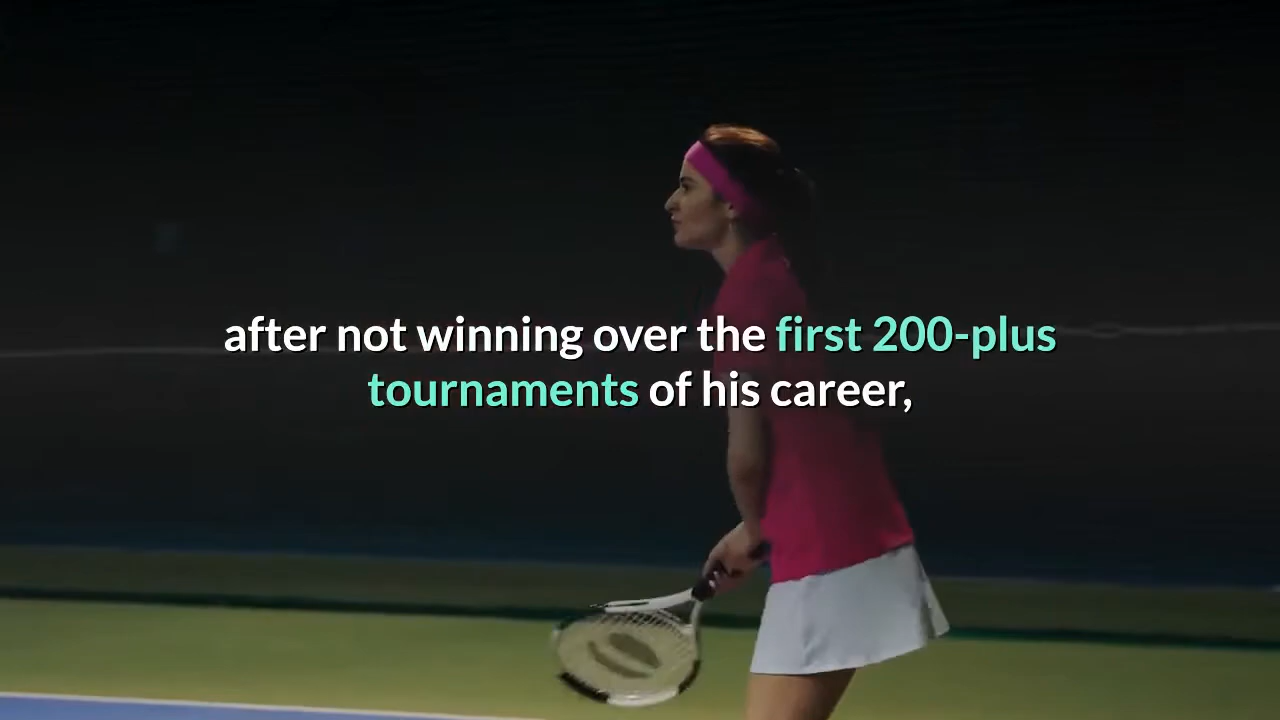 after not winning over the first 200-plus
tournaments of his career,